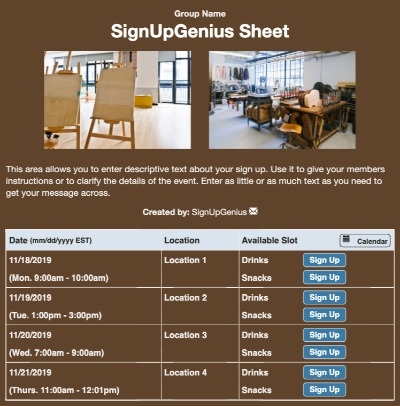 Group Name
SignUpGenius Sheet
This area allows you to enter descriptive text about your sign up. Use it to give your members
instructions or to clarify the details of the event. Enter as little or as much text as you need to
get your message across.
Created by: SignUpGenius
Date (mm/dd/yyyy EST) Location Available Slot Calendar
11/18/2019 Location 1 Drinks Sign Up
(Mon. 9:00am - 10:00am) Snacks Sign Up
11/19/2019 Location 2 Drinks Sign Up
(Tue. 1:00pm - 3:00pm) Snacks Sign Up
11/20/2019 Location 3 Drinks Sign Up
(Wed. 7:00am - 9:00am) Snacks Sign Up
11/21/2019 Location 4 Drinks Sign Up
(Thurs. 11:00am - 12:01pm) Snacks Sign Up